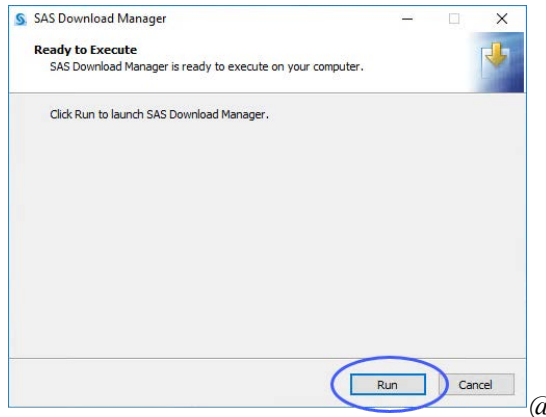 SAS Download Manager
Ready to Execute
SAS Download Manager is ready to execute on your computer.
Click Run to launch SAS Download Manager.
Run Cancel
@